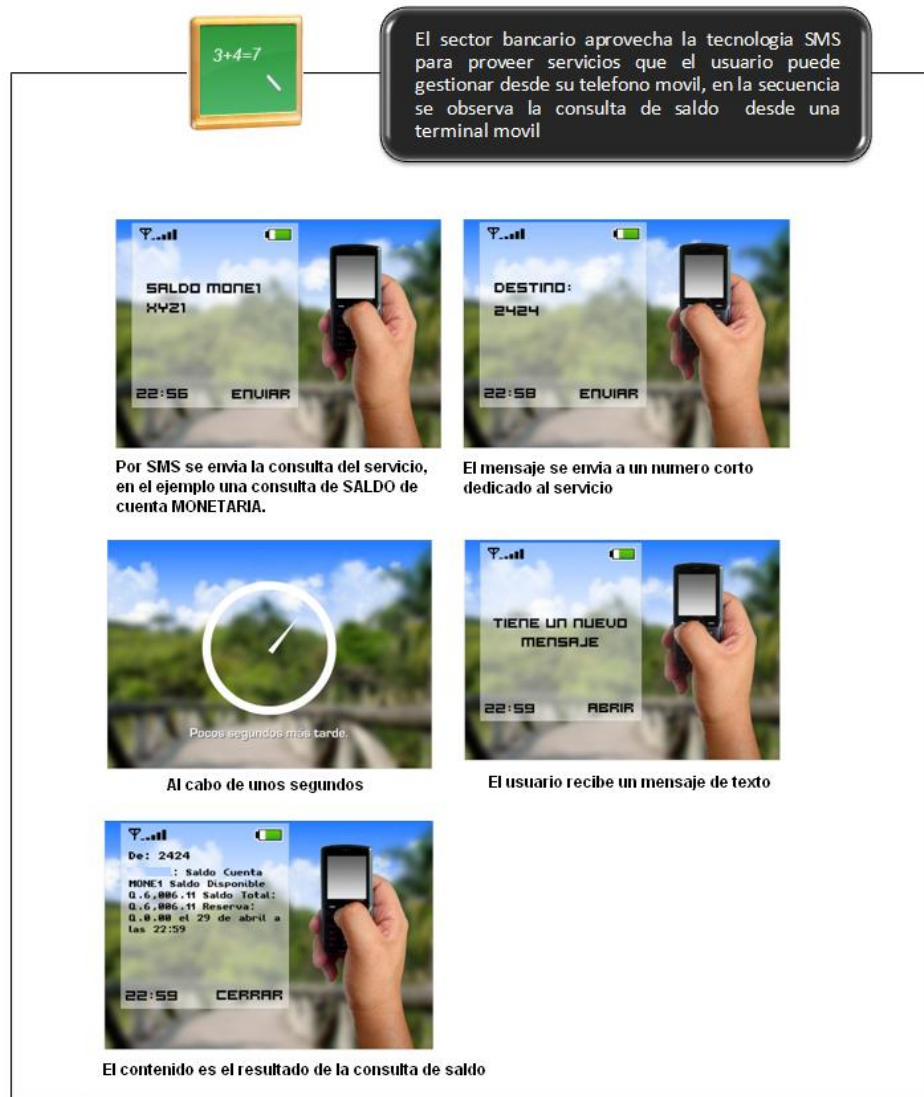 3+4=7
El sector bancario aprovecha la tecnologia SMS
para proveer servicios que el usuario puede
gestionar desde su telefono movil, en la secuencia
se observa la consulta de saldo desde una
terminal movil
SALDO MONE1
XYZ1
22:56 ENVIAR
Por SMS se envia la consulta del servicio,
en el ejemplo una consulta de SALDO de
cuenta MONETARIA.
DESTINO:
2424
22:58 ENVIAR
El mensaje se envia a un numero corto
dedicado al servicio
Pocos segundos más tarde.
Al cabo de unos segundos
TIENE UN NUEVO
MENSAJE
22:59 ABRIR
El usuario recibe un mensaje de texto
De: 2424
: Saldo Cuenta
MONE1 Saldo Disponible
Q.6,006.11 Saldo Total:
Q.6,006.11 Reserva:
Q.0.00 el 29 de abril a
las 22:59
22:59 CERRAR
El contenido es el resultado de la consulta de saldo